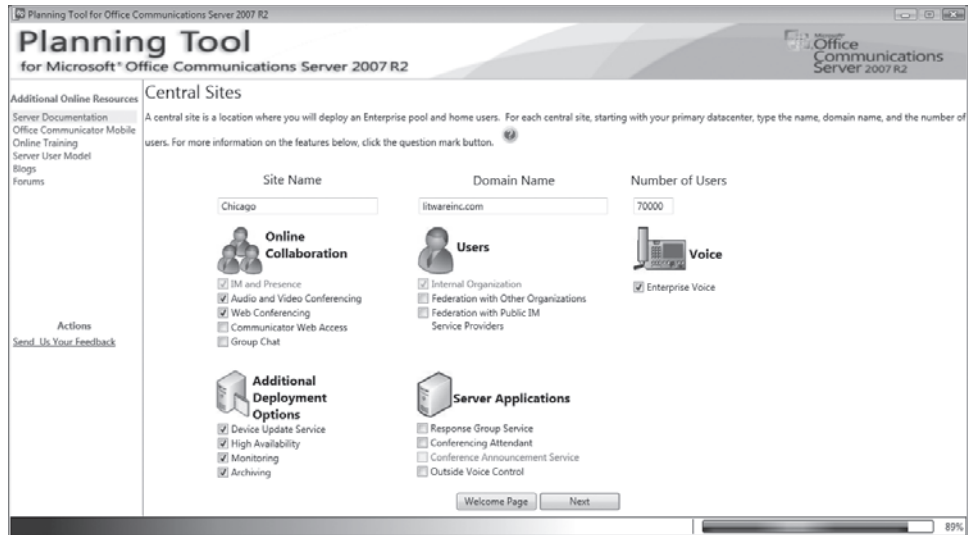 Planning Tool for Office Communications Server 2007 R2
Planning Tool
for Microsoft® Office Communications Server 2007 R2
Microsoft®
Office
Communications
Server 2007 R2
Additional Online Resources
Server Documentation
Office Communicator Mobile
Online Training
Server User Model
Blogs
Forums
Actions
Send Us Your Feedback
Central Sites
A central site is a location where you will deploy an Enterprise pool and home users. For each central site, starting with your primary datacenter, type the name, domain name, and the number of
users. For more information on the features below, click the question mark button.
Site Name
Domain Name
Number of Users
Chicago
litwareinc.com
70000
Online
Collaboration
IM and Presence
Audio and Video Conferencing
Web Conferencing
Communicator Web Access
Group Chat
Users
Internal Organization
Federation with Other Organizations
Federation with Public IM
Service Providers
Voice
Enterprise Voice
Additional
Deployment
Options
Device Update Service
High Availability
Monitoring
Archiving
Server Applications
Response Group Service
Conferencing Attendant
Conference Announcement Service
Outside Voice Control
Welcome Page
Next
89%